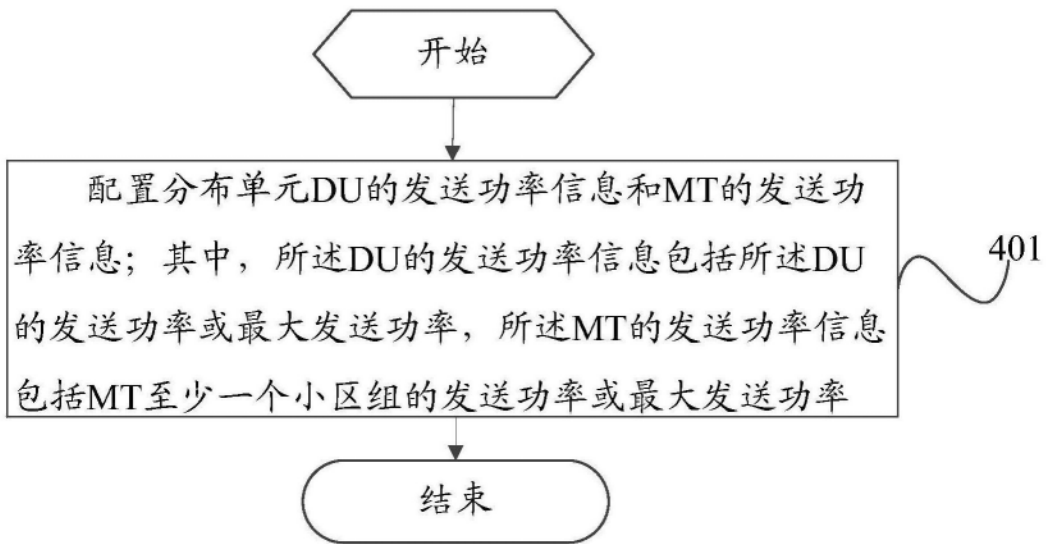 开始
配置分布单元DU的发送功率信息和MT的发送功
率信息；其中，所述DU的发送功率信息包括所述DU
的发送功率或最大发送功率，所述MT的发送功率信息
包括MT至少一个小区组的发送功率或最大发送功率
401
结束